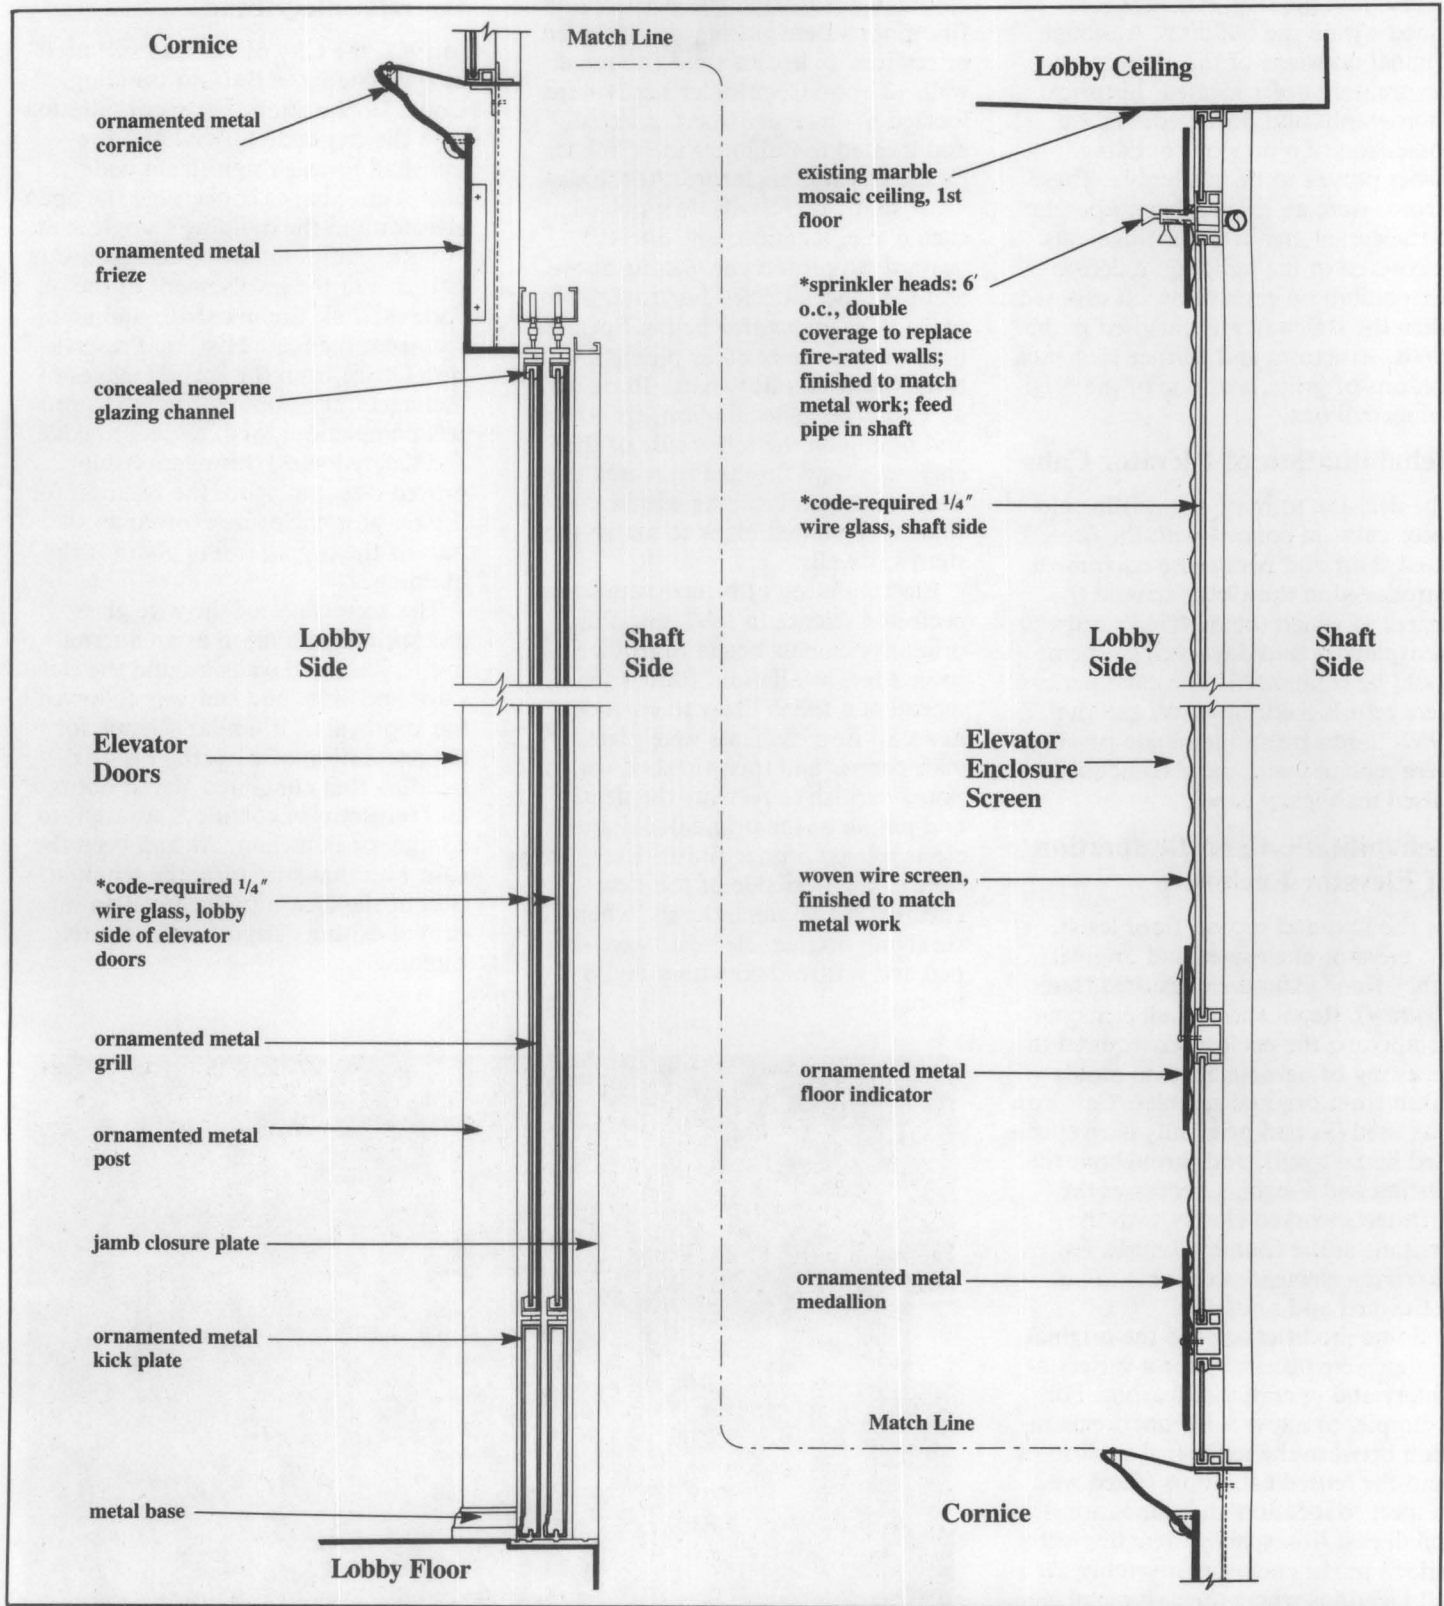 Cornice
Match Line
ornamented metal
cornice
ornamented metal
frieze
concealed neoprene
glazing channel
Lobby
Side
Shaft
Side
Elevator
Doors
*code-required 1/4″
wire glass, lobby
side of elevator
doors
ornamented metal
grill
ornamented metal
post
jamb closure plate
ornamented metal
kick plate
metal base
Lobby Floor
Lobby Ceiling
existing marble
mosaic ceiling, 1st
floor
*sprinkler heads: 6′
o.c., double
coverage to replace
fire-rated walls;
finished to match
metal work; feed
pipe in shaft
*code-required 1/4″
wire glass, shaft side
Lobby
Side
Shaft
Side
Elevator
Enclosure
Screen
woven wire screen,
finished to match
metal work
ornamented metal
floor indicator
ornamented metal
medallion
Match Line
Cornice